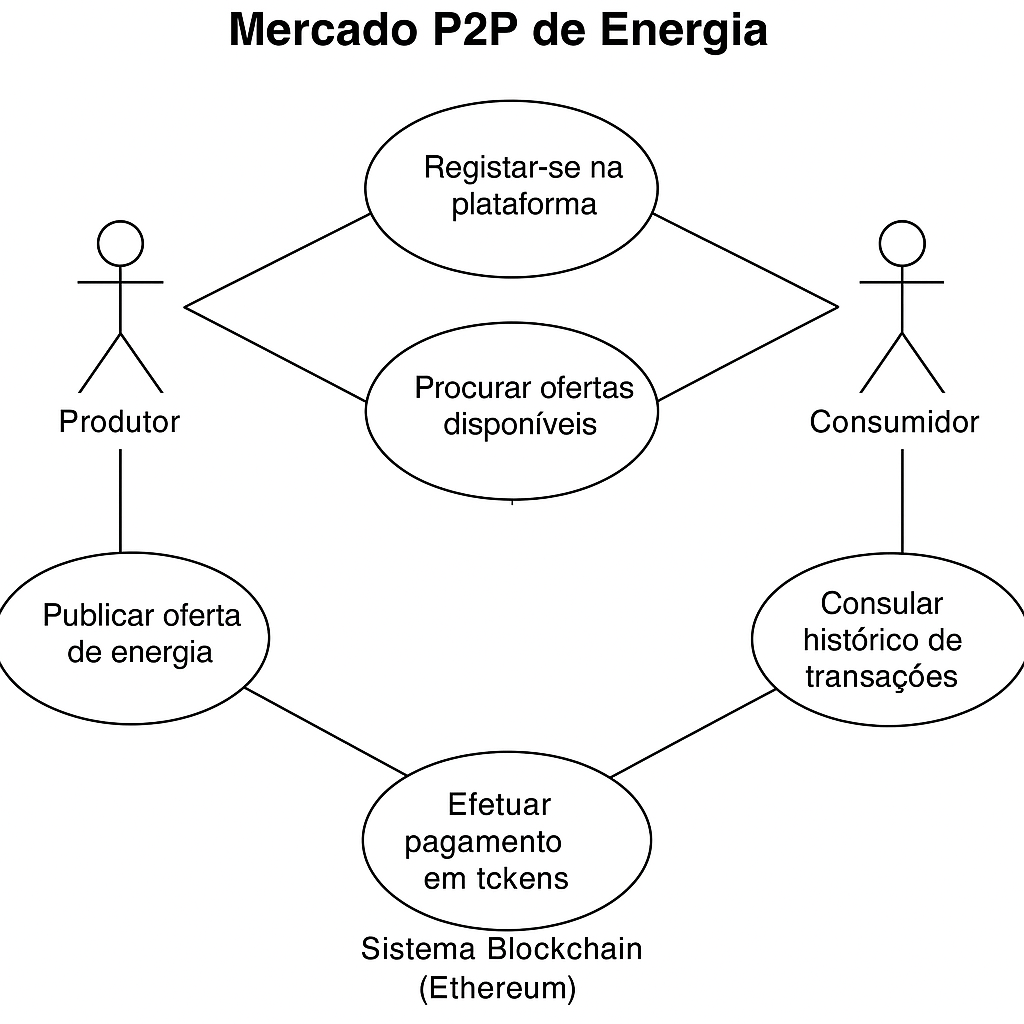 Mercado P2P de Energia
Registar-se na
plataforma
Procurar ofertas
disponíveis
Produtor
Consumidor
Publicar oferta
de energia
Consular
histórico de
transaçóes
Efetuar
pagamento
em tckens
Sistema Blockchain
(Ethereum)